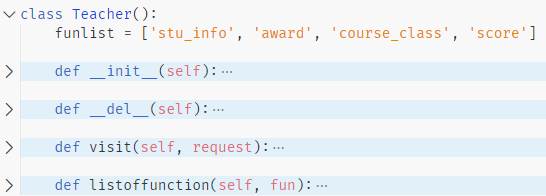 class Teacher():
funlist = ['stu_info', 'award', 'course_class', 'score']
def __init__(self):···
def __del__(self):···
def visit(self, request):···
def listoffunction(self, fun):···